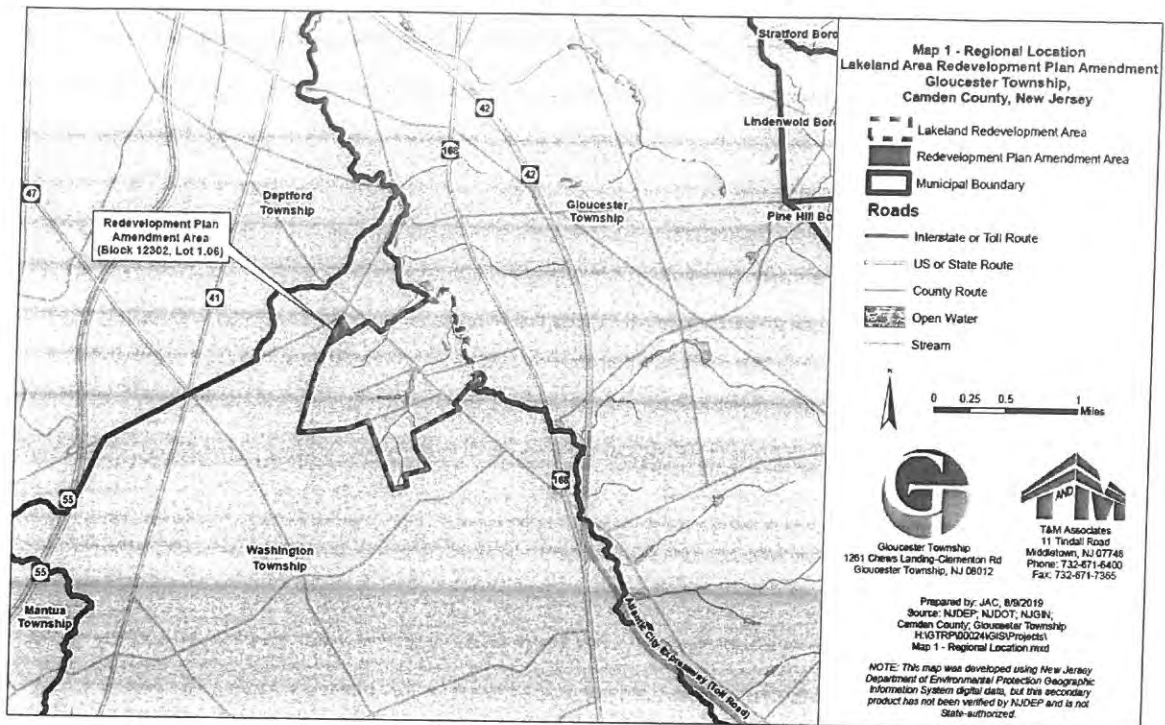 Map 1 - Regional Location
Lakeland Area Redevelopment Plan Amendment
Gloucester Township,
Camden County, New Jersey
Lakeland Redevelopment Area
Redevelopment Plan Amendment Area
Municipal Boundary
Roads
Interstate or Toll Route
US or State Route
County Route
Open Water
Stream
N
0 0.25 0.5 1
Miles
G
Gloucester Township
1261 Chews Landing-Clementon Rd
Gloucester Township, NJ 08012
T AND M
T&M Associates
11 Tindall Road
Middletown, NJ 07748
Phone: 732-671-6400
Fax: 732-671-7365
Prepared by: JAC, 8/9/2019
Source: NJDEP; NJDOT; NJGIN;
Camden County; Gloucester Township
H:\GTRP\00024\GIS\Projects\
Map 1 - Regional Location.mxd
NOTE: This map was developed using New Jersey
Department of Environmental Protection Geographic
Information System digital data, but this secondary
product has not been verified by NJDEP and is not
State-authorized.
Stratford Boro
42
Lindenwold Boro
168
42
47
Deptford
Township
Gloucester
Township
Pine Hill Bo
Redevelopment Plan
Amendment Area
(Block 12302, Lot 1.06)
41
55
168
Washington
Township
55
Mantua
Township
Atlantic City Expressway (Toll Road)